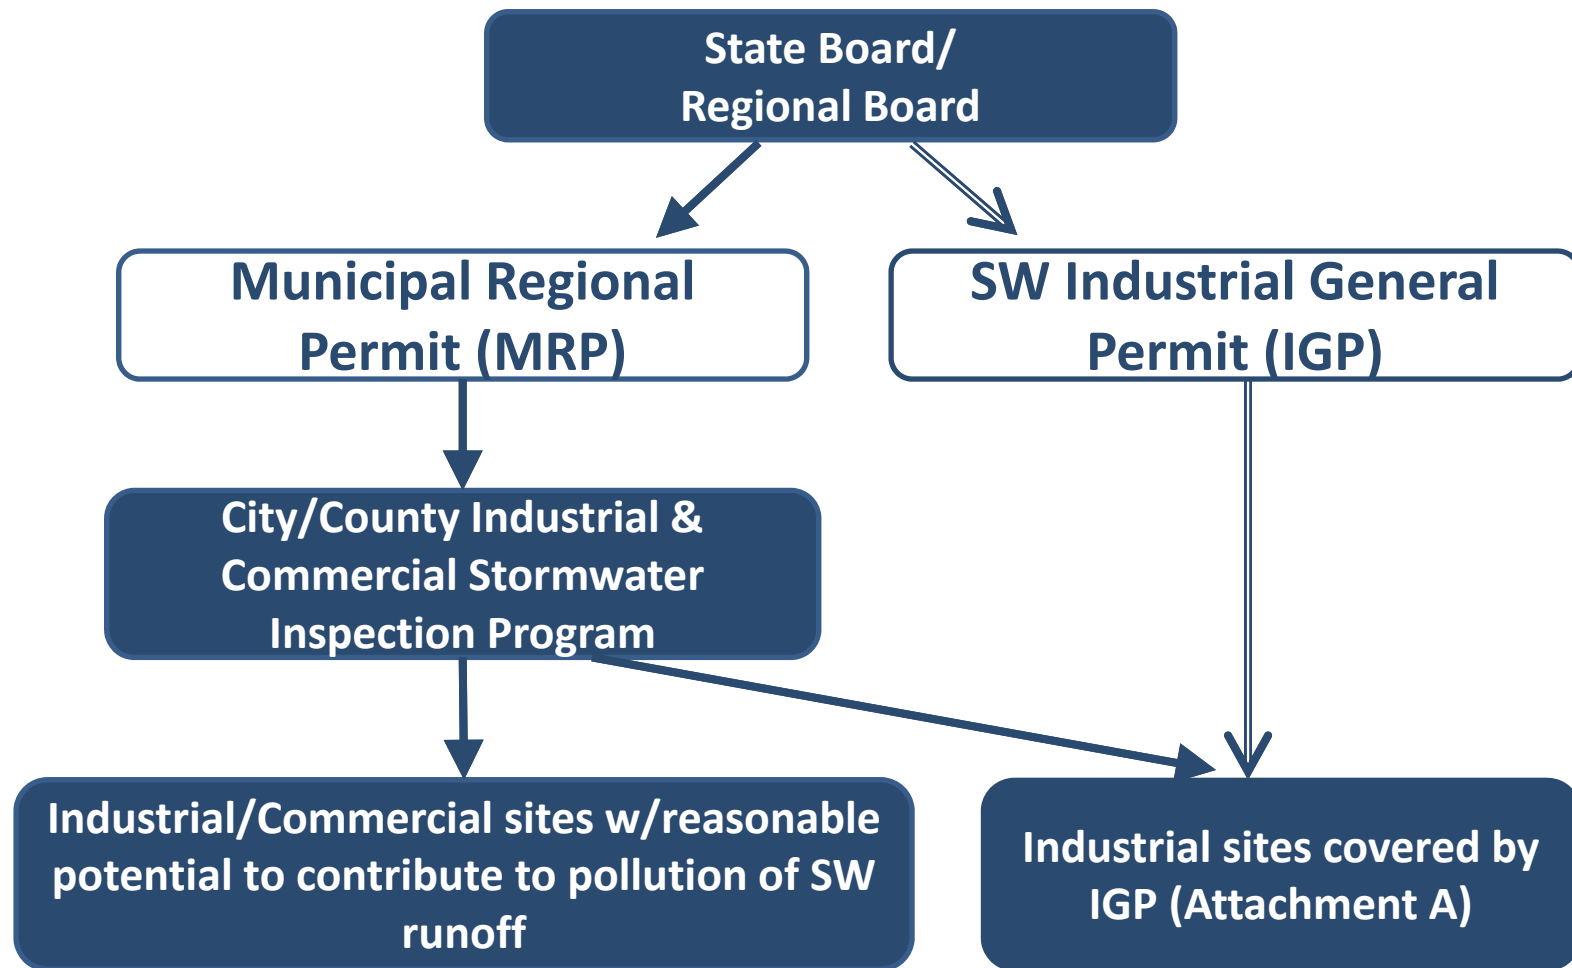 State Board/
Regional Board
Municipal Regional
Permit (MRP)
SW Industrial General
Permit (IGP)
City/County Industrial &
Commercial Stormwater
Inspection Program
Industrial/Commercial sites w/reasonable
potential to contribute to pollution of SW
runoff
Industrial sites covered by
IGP (Attachment A)